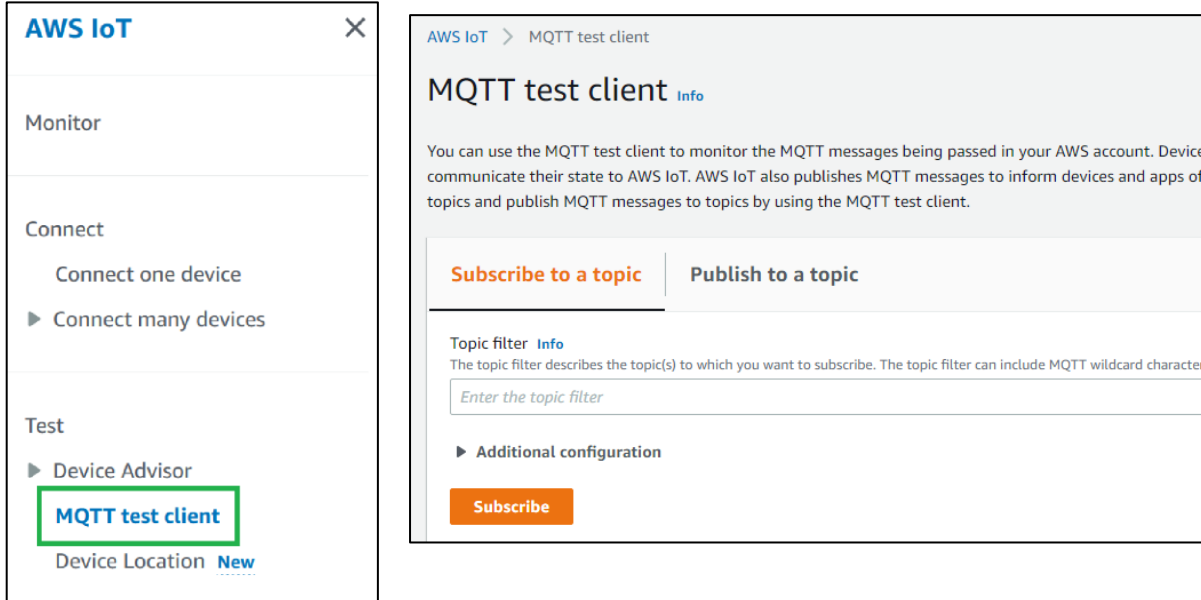 AWS IoT
Monitor
Connect
Connect one device
Connect many devices
Test
Device Advisor
MQTT test client
Device Location New
AWS IoT > MQTT test client
MQTT test client Info
You can use the MQTT test client to monitor the MQTT messages being passed in your AWS account. Device
communicate their state to AWS IoT. AWS IoT also publishes MQTT messages to inform devices and apps of
topics and publish MQTT messages to topics by using the MQTT test client.
Subscribe to a topic Publish to a topic
Topic filter Info
The topic filter describes the topic(s) to which you want to subscribe. The topic filter can include MQTT wildcard character
Enter the topic filter
Additional configuration
Subscribe